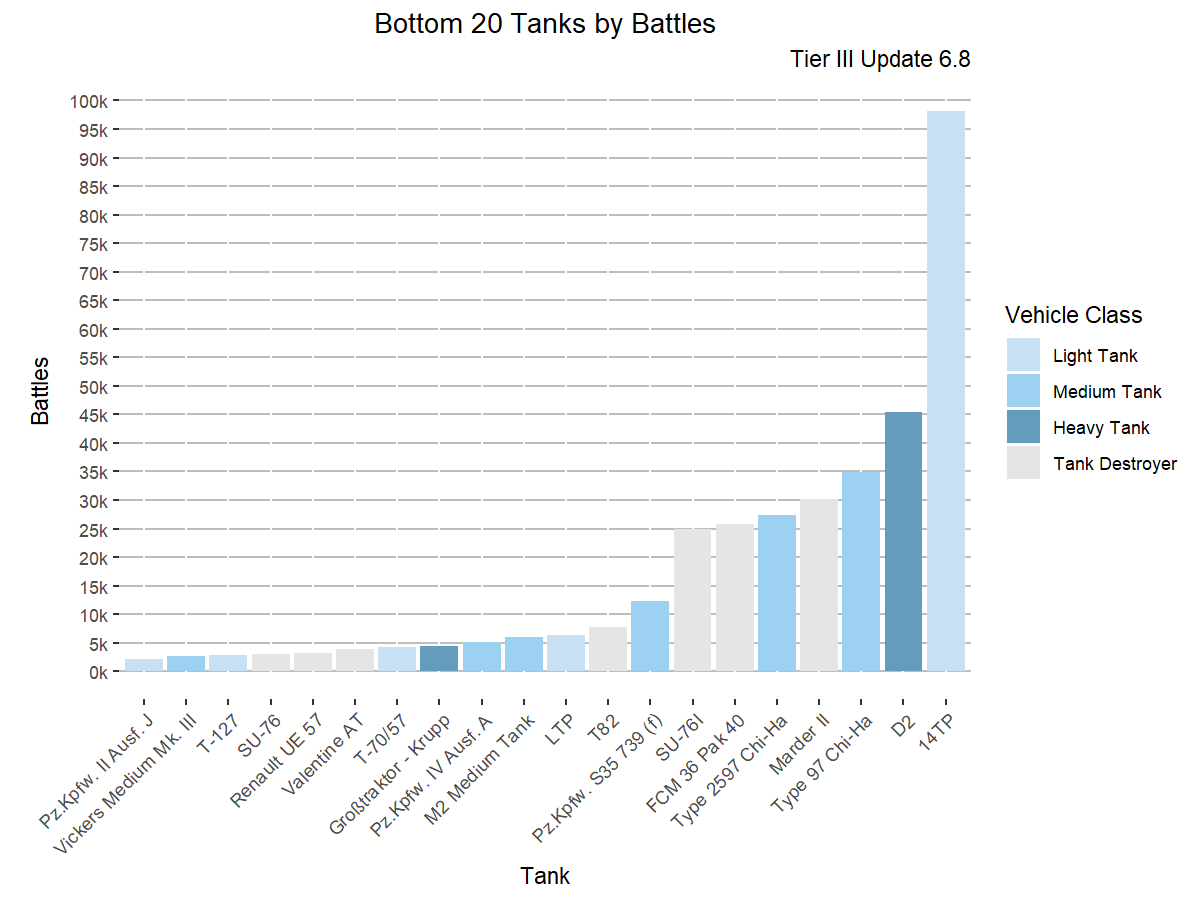 Bottom 20 Tanks by Battles
Tier III Update 6.8
100k
95k
90k
85k
80k
75k
70k
65k
60k
55k
50k
45k
40k
35k
30k
25k
20k
15k
10k
5k
0k
Battles
Pz.Kpfw. II Ausf. J
Vickers Medium Mk. III
T-127
SU-76
Renault UE 57
Valentine AT
T-70/57
Großtraktor - Krupp
Pz.Kpfw. IV Ausf. A
M2 Medium Tank
LTP
T82
Pz.Kpfw. S35 739 (f)
SU-76I
FCM 36 Pak 40
Type 2597 Chi-Ha
Marder II
Type 97 Chi-Ha
D2
14TP
Tank
Vehicle Class
Light Tank
Medium Tank
Heavy Tank
Tank Destroyer